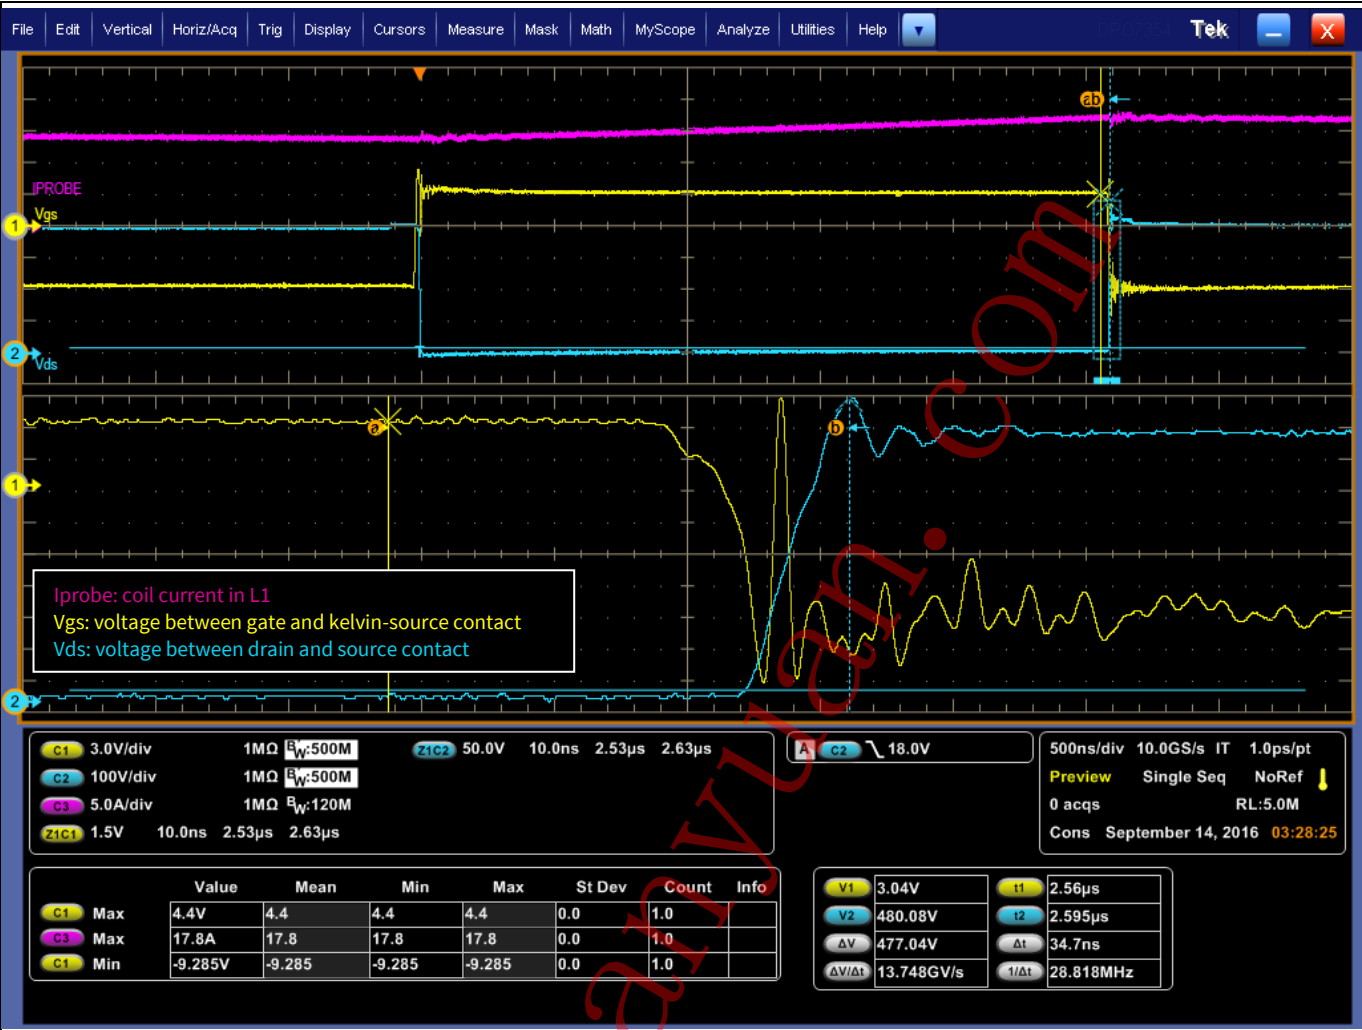 File Edit Vertical Horiz/Acq Trig Display Cursors Measure Mask Math MyScope Analyze Utilities Help Tek X
ab
IPROBE
Vgs
1
2
Vds
a b
1
Iprobe: coil current in L1
Vgs: voltage between gate and kelvin-source contact
Vds: voltage between drain and source contact
2
C1 3.0V/div 1MΩ BW:500M
C2 100V/div 1MΩ BW:500M
C3 5.0A/div 1MΩ BW:120M
Z1C1 1.5V 10.0ns 2.53µs 2.63µs
Z1C2 50.0V 10.0ns 2.53µs 2.63µs
A C2 18.0V
500ns/div 10.0GS/s IT 1.0ps/pt
Preview Single Seq NoRef
0 acqs RL:5.0M
Cons September 14, 2016 03:28:25
Value Mean Min Max St Dev Count Info
C1 Max 4.4V 4.4 4.4 4.4 0.0 1.0
C3 Max 17.8A 17.8 17.8 17.8 0.0 1.0
C1 Min -9.285V -9.285 -9.285 -9.285 0.0 1.0
V1 3.04V t1 2.56µs
V2 480.08V t2 2.595µs
ΔV 477.04V Δt 34.7ns
ΔV/Δt 13.748GV/s 1/Δt 28.818MHz
anyuan.com